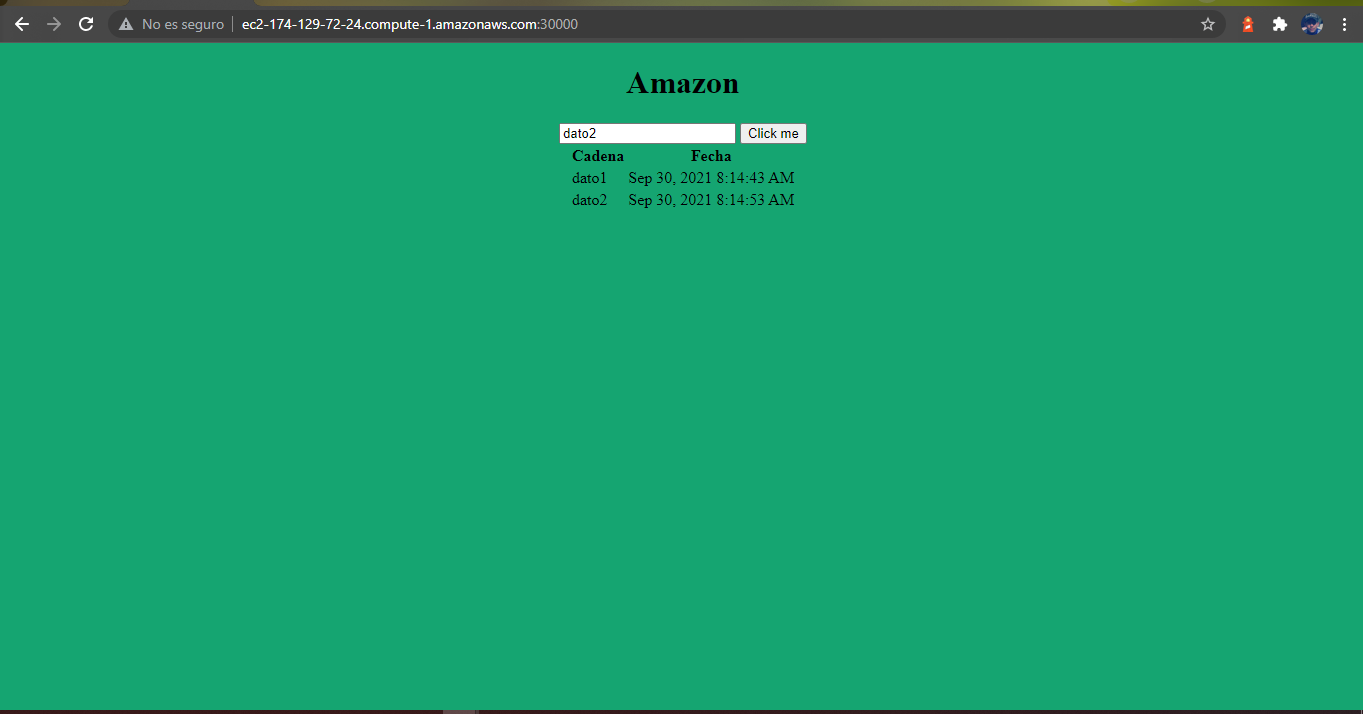 No es seguro ec2-174-129-72-24.compute-1.amazonaws.com:30000
Amazon
dato2 Click me
Cadena Fecha
dato1 Sep 30, 2021 8:14:43 AM
dato2 Sep 30, 2021 8:14:53 AM